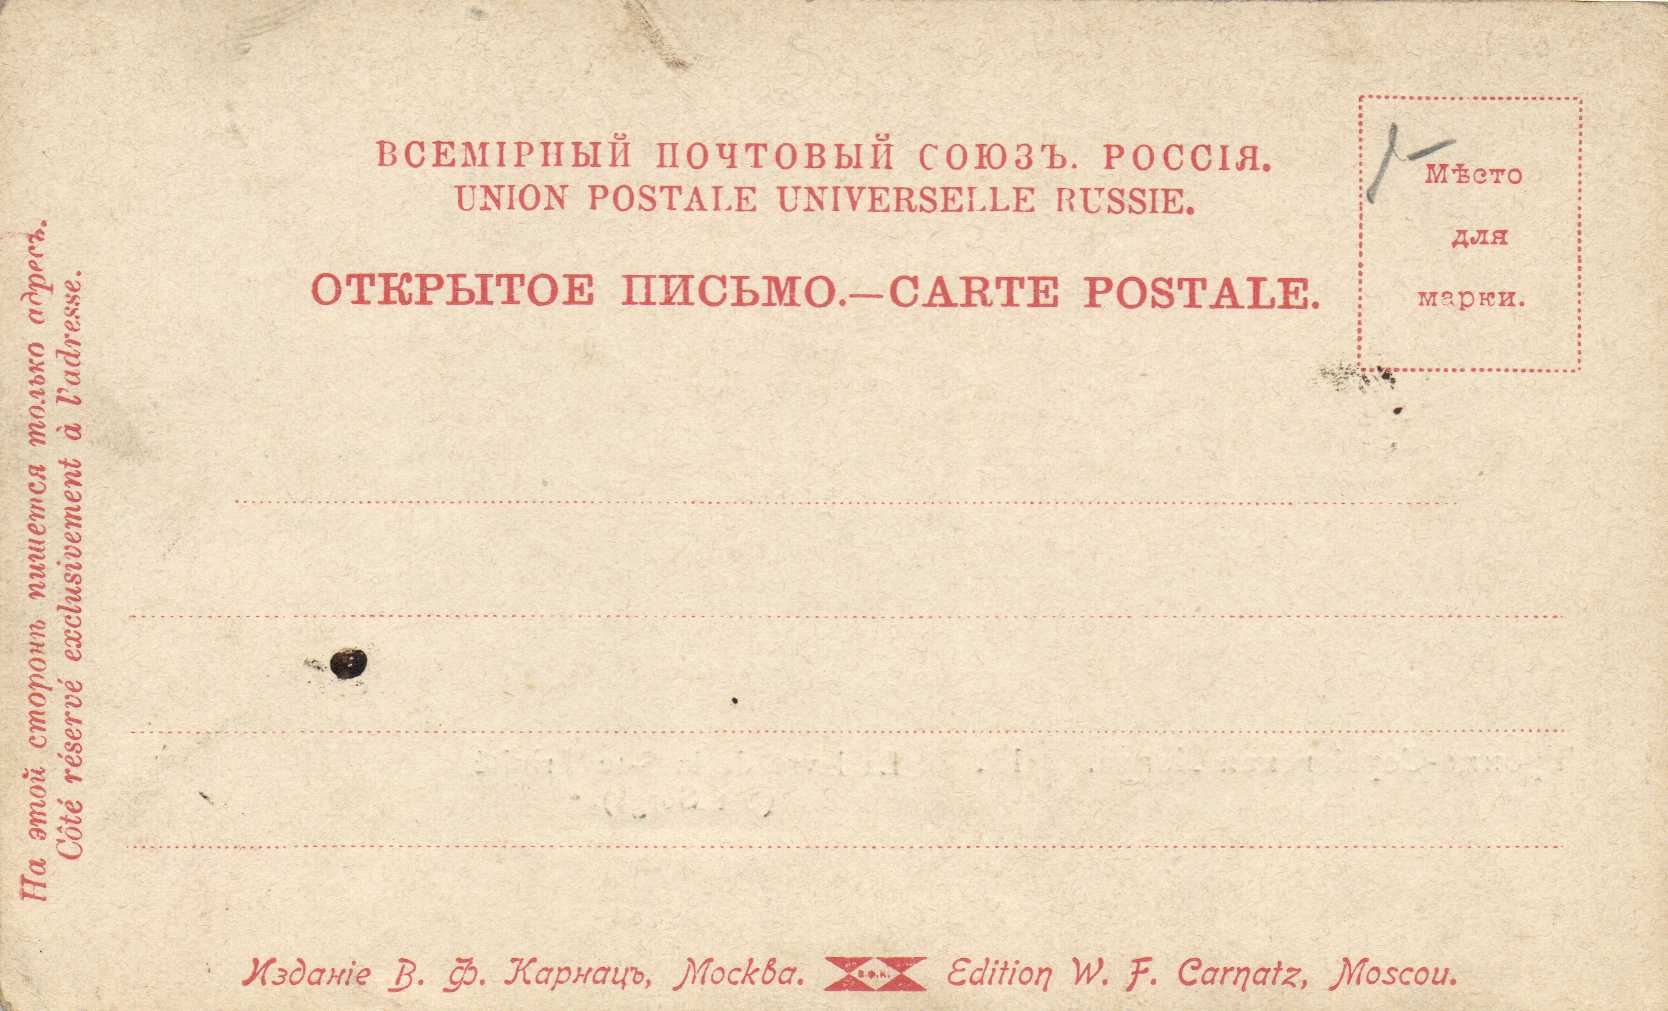 ВСЕМІРНЫЙ ПОЧТОВЫЙ СОЮЗЪ. РОССІЯ.
UNION POSTALE UNIVERSELLE RUSSIE.
ОТКРЫТОЕ ПИСЬМО.—CARTE POSTALE.
Мѣсто
для
марки.
На этой сторонѣ пишется только адресъ.
Côté réservé exclusivement à l'adresse.
Изданіе В. Ф. Карнацъ, Москва. В.Ф.К. Edition W. F. Carnatz, Moscou.